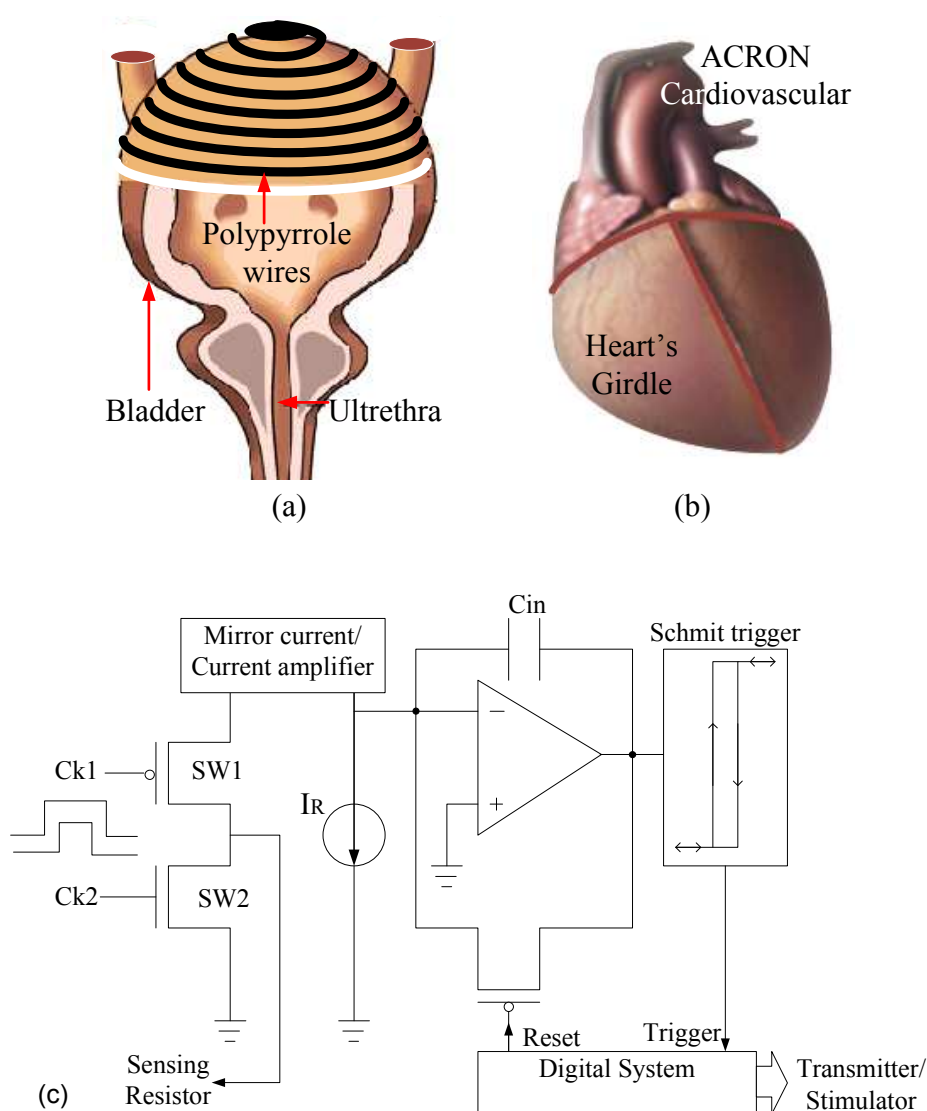 Polypyrrole
wires
Bladder
Ultrethra
(a)
ACRON
Cardiovascular
Heart's
Girdle
(b)
Cin
Mirror current/
Current amplifier
Schmit trigger
Ck1
SW1
IR
Ck2
SW2
Reset
Trigger
Digital System
Sensing
Resistor
Transmitter/
Stimulator
(c)